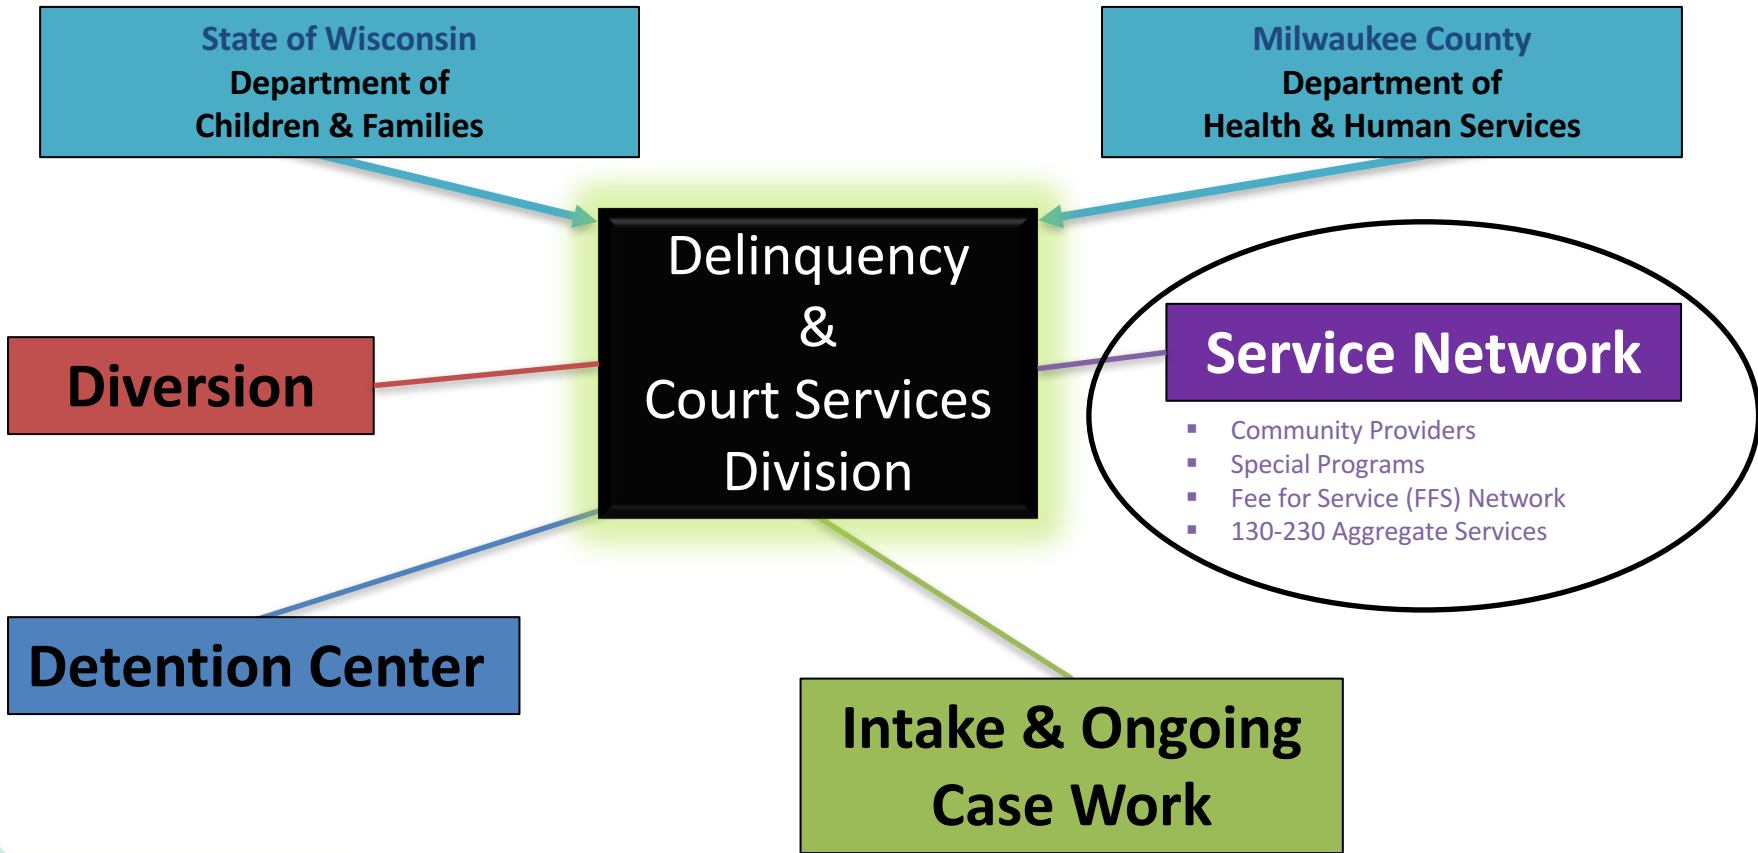 State of Wisconsin
Department of
Children & Families
Milwaukee County
Department of
Health & Human Services
Delinquency
&
Court Services
Division
Diversion
Service Network
▪ Community Providers
▪ Special Programs
▪ Fee for Service (FFS) Network
▪ 130-230 Aggregate Services
Detention Center
Intake & Ongoing
Case Work